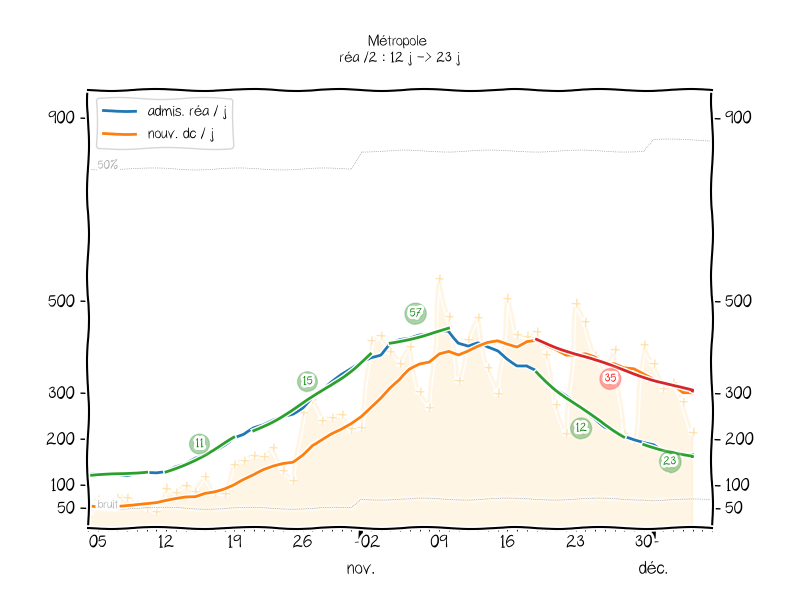 Métropole
réa /2 : 12 j -> 23 j
admis. réa / j
nouv. dc / j
900
900
50%
500
500
57
15
35
300
300
12
11
200
200
23
100
100
bruit
50
50
05 12 19 26 02 09 16 23 30
nov. déc.